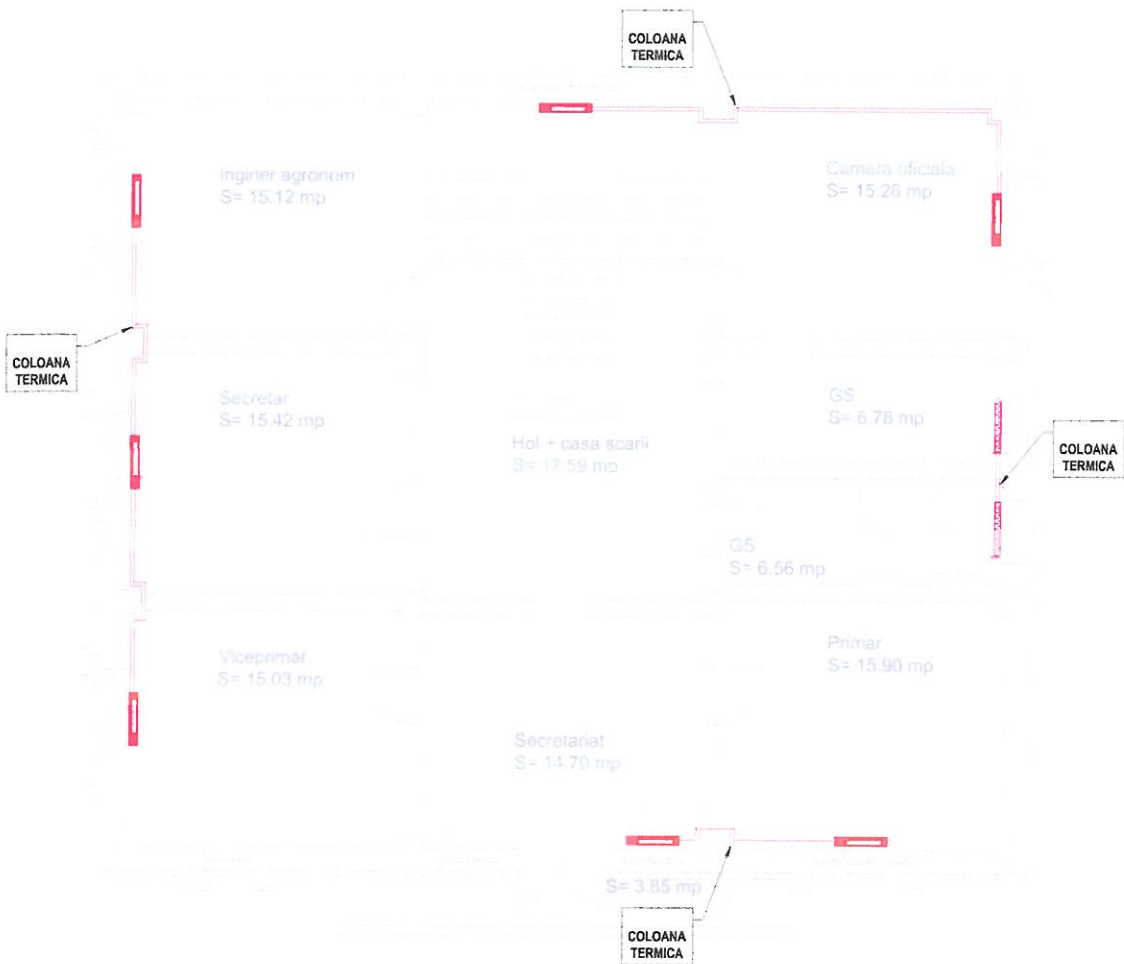 COLOANA
TERMICA
Inginer agronom
S= 15.12 mp
Camera oficiala
S= 15.26 mp
COLOANA
TERMICA
Secretar
S= 15.42 mp
GS
S= 6.78 mp
Hol + casa scarii
S= 17.59 mp
COLOANA
TERMICA
GS
S= 6.56 mp
Viceprimar
S= 15.03 mp
Primar
S= 15.90 mp
Secretariat
S= 14.70 mp
S= 3.85 mp
COLOANA
TERMICA